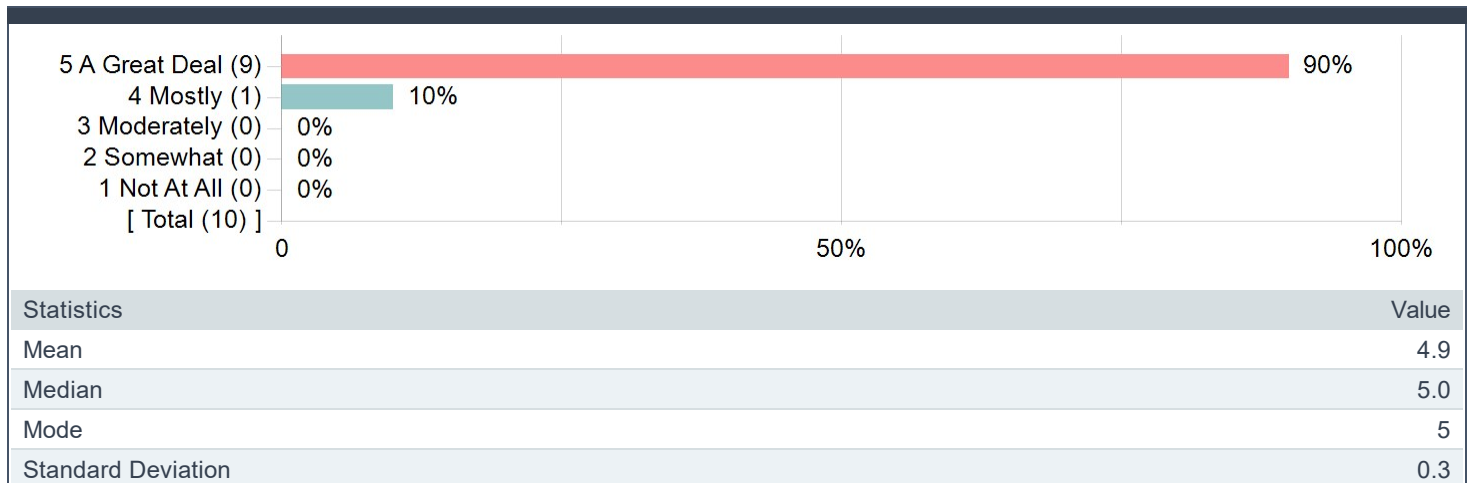 5 A Great Deal (9) 90%
4 Mostly (1) 10%
3 Moderately (0) 0%
2 Somewhat (0) 0%
1 Not At All (0) 0%
[ Total (10) ]
0 50% 100%
Statistics Value
Mean 4.9
Median 5.0
Mode 5
Standard Deviation 0.3